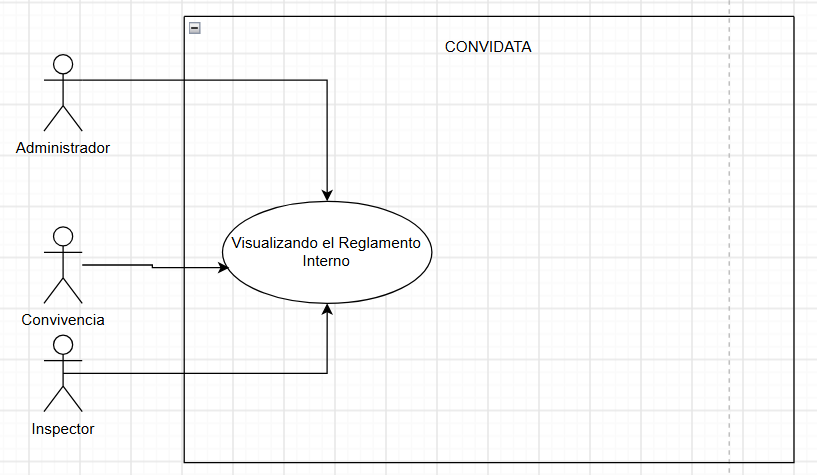 CONVIDATA
Administrador
Visualizando el Reglamento
Interno
Convivencia
Inspector